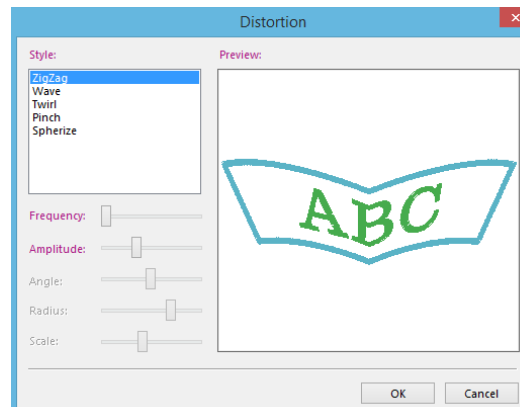 Distortion
Style:
Preview:
ZigZag
Wave
Twirl
Pinch
Spherize
ABC
Frequency:
Amplitude:
Angle:
Radius:
Scale:
OK
Cancel